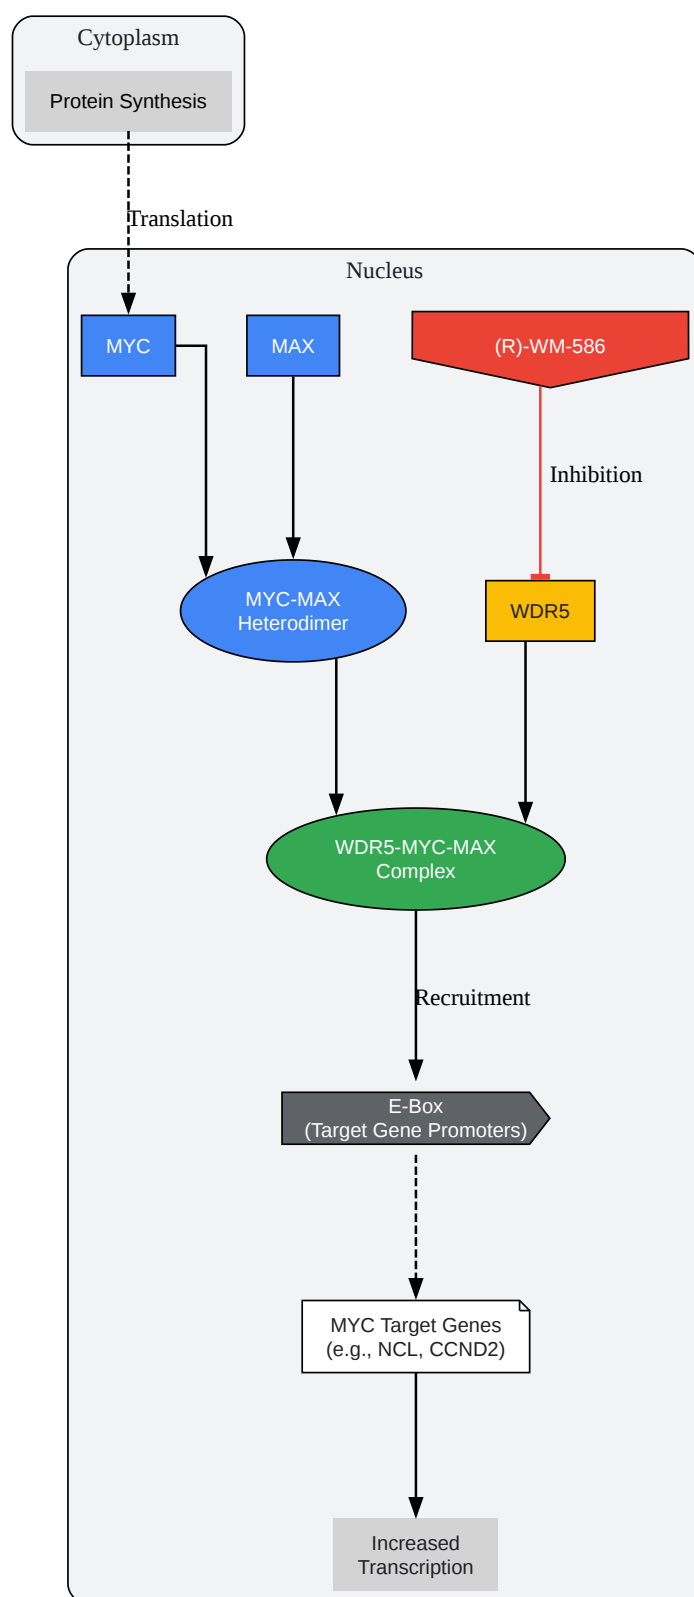 Cytoplasm
Protein Synthesis
Translation
Nucleus
MYC
MAX
(R)-WM-586
Inhibition
MYC-MAX
Heterodimer
WDR5
WDR5-MYC-MAX
Complex
Recruitment
E-Box
(Target Gene Promoters)
MYC Target Genes
(e.g., NCL, CCND2)
Increased
Transcription